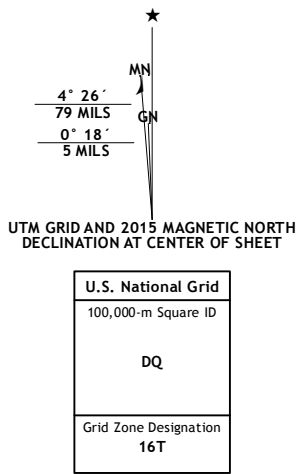 MN
4° 26´
79 MILS
GN
0° 18´
5 MILS
UTM GRID AND 2015 MAGNETIC NORTH
DECLINATION AT CENTER OF SHEET
U.S. National Grid
100,000-m Square ID
DQ
Grid Zone Designation
16T